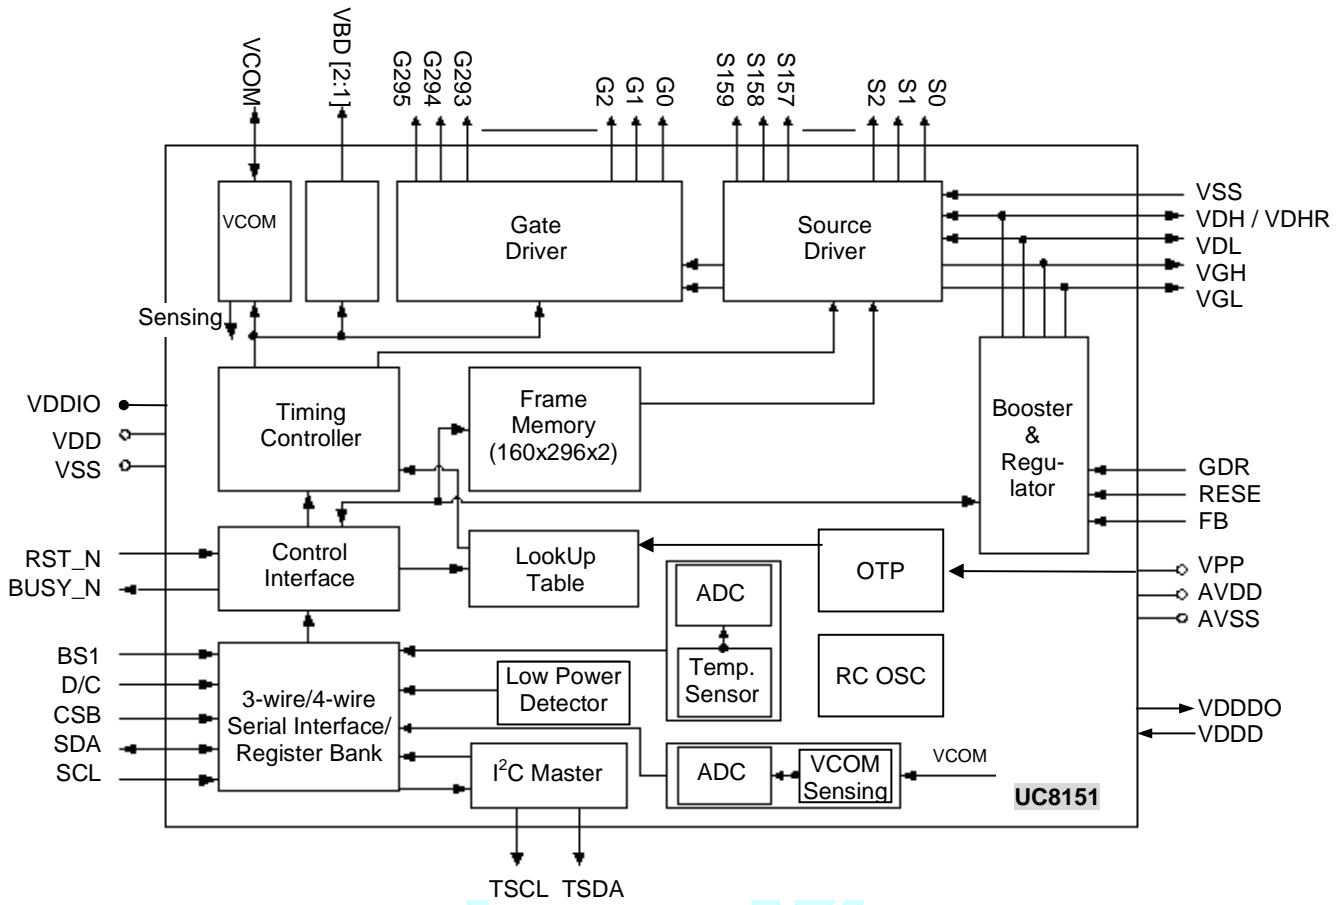 VCOM
VBD [2:1]
G295
G294
G293
G2
G1
G0
S159
S158
S157
S2
S1
S0
VCOM
Gate
Driver
Source
Driver
VSS
VDH / VDHR
VDL
VGH
VGL
Sensing
VDDIO
VDD
VSS
Timing
Controller
Frame
Memory
(160x296x2)
Booster
&
Regu-
lator
GDR
RESE
FB
RST_N
BUSY_N
Control
Interface
LookUp
Table
OTP
VPP
AVDD
AVSS
ADC
Temp.
Sensor
RC OSC
BS1
D/C
CSB
SDA
SCL
3-wire/4-wire
Serial Interface/
Register Bank
Low Power
Detector
I²C Master
ADC
VCOM
Sensing
VCOM
VDDDO
VDDD
UC8151
TSCL
TSDA